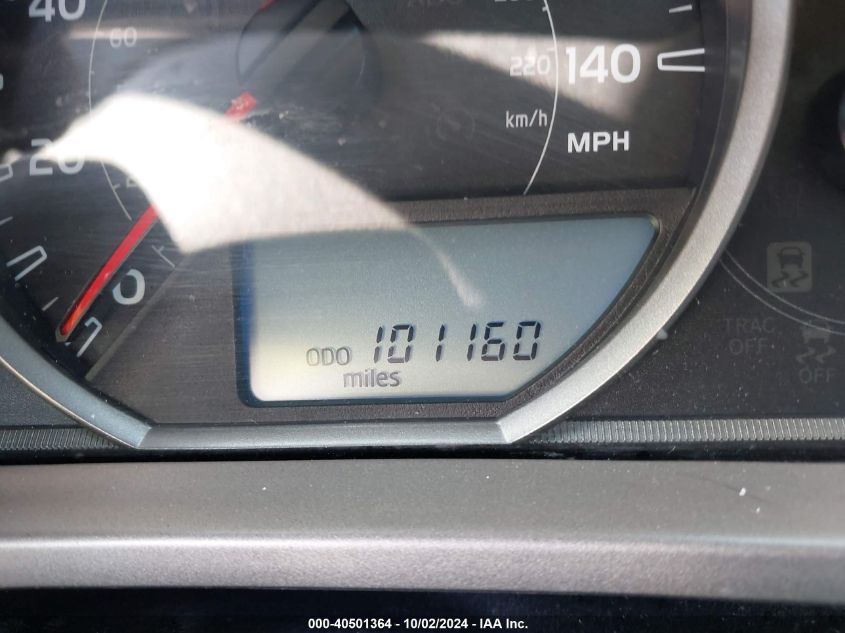 40
60
220
140
km/h
MPH
20
0
ODO 101160
miles
TRAC
OFF
OFF
000-40501364 - 10/02/2024 - IAA Inc.